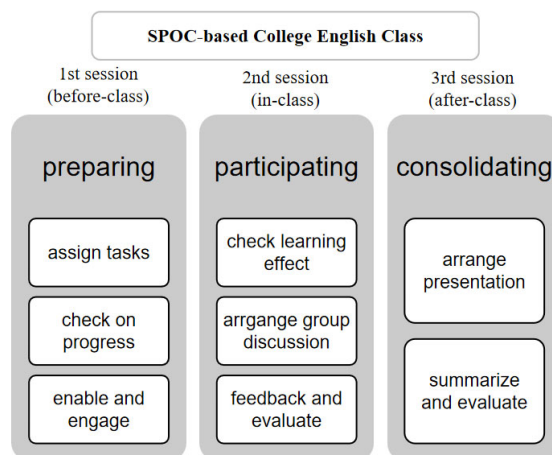 SPOC-based College English Class
1st session
(before-class)
2nd session
(in-class)
3rd session
(after-class)
preparing
participating
consolidating
assign tasks
check on
progress
enable and
engage
check learning
effect
arrgange group
discussion
feedback and
evaluate
arrange
presentation
summarize
and evaluate